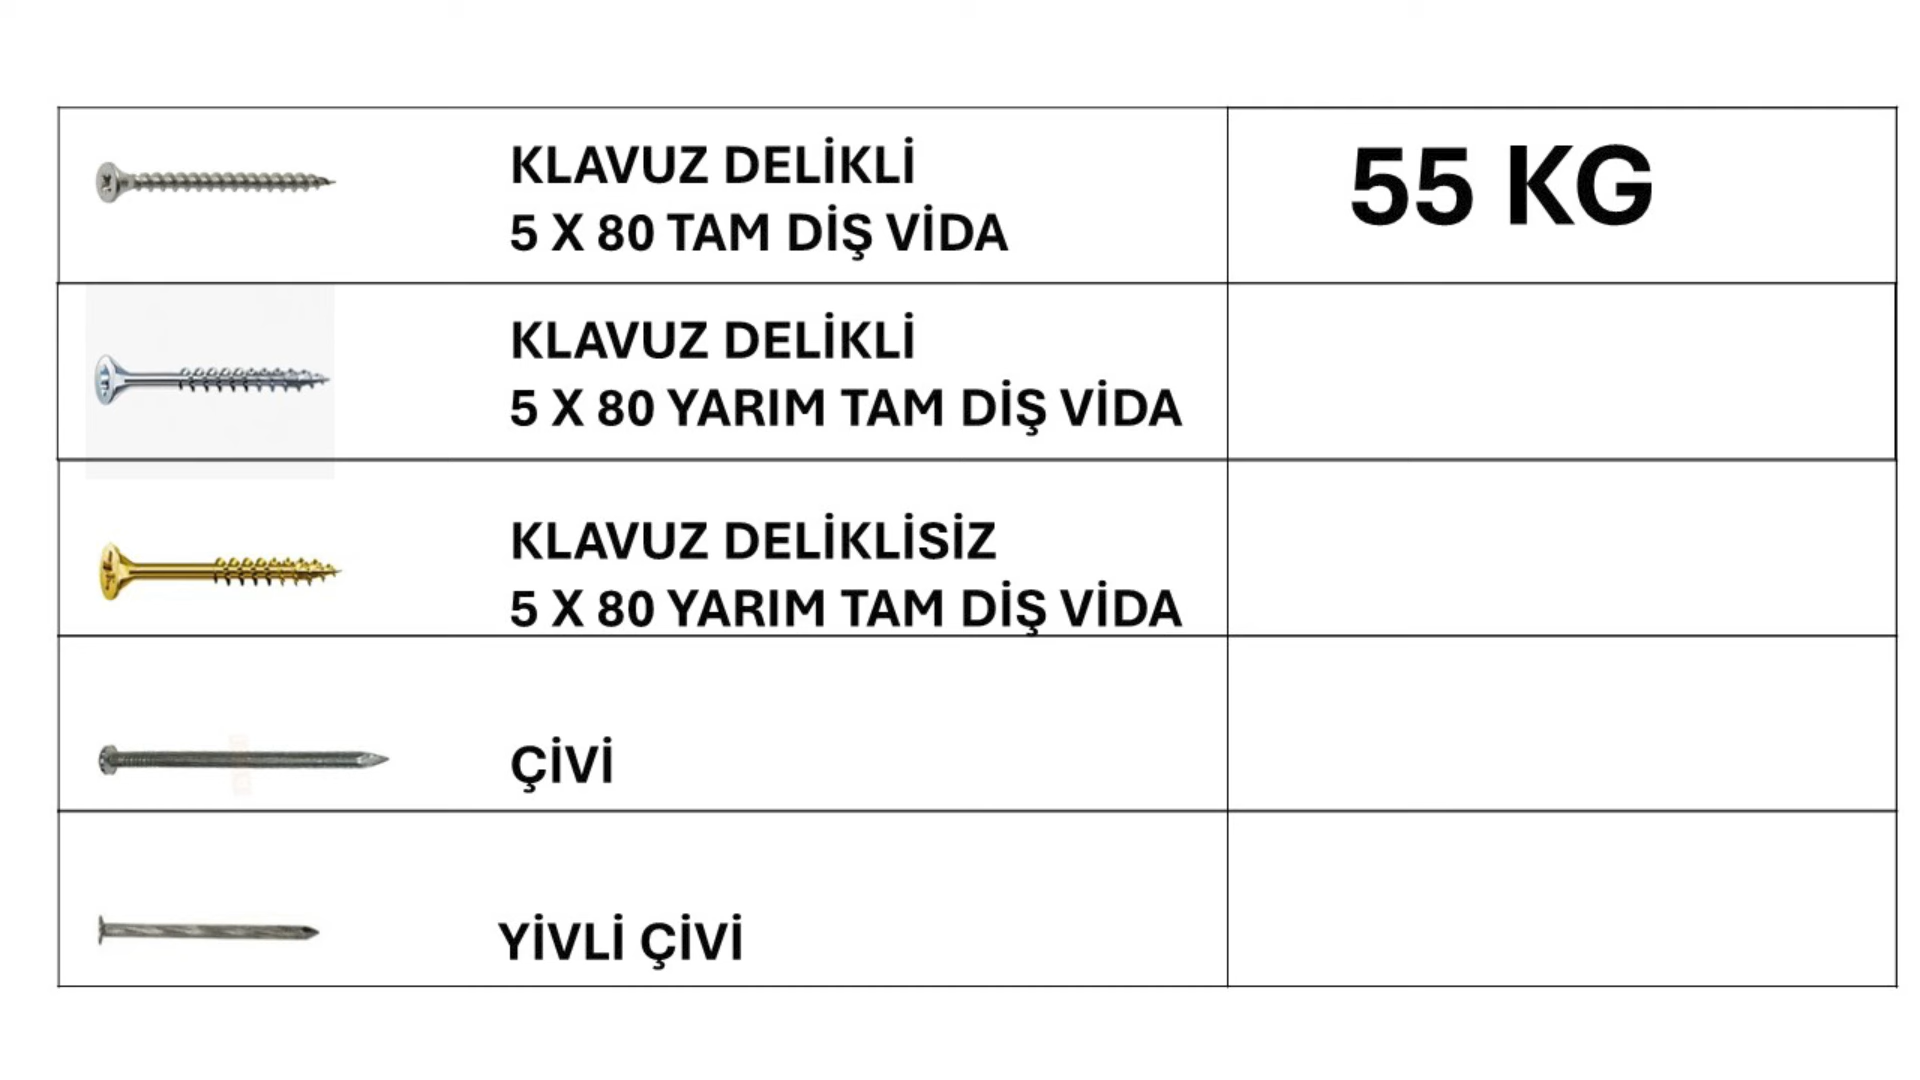 KLAVUZ DELİKLİ
5 X 80 TAM DİŞ VİDA
55 KG
KLAVUZ DELİKLİ
5 X 80 YARIM TAM DİŞ VİDA
KLAVUZ DELİKLİSİZ
5 X 80 YARIM TAM DİŞ VİDA
ÇİVİ
YİVLİ ÇİVİ